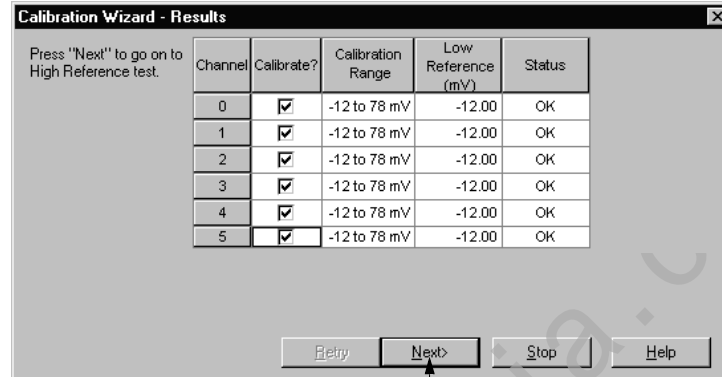 Calibration Wizard - Results
Press "Next" to go on to
High Reference test.
Channel Calibrate? Calibration Range Low Reference (mV) Status
0 -12 to 78 mV -12.00 OK
1 -12 to 78 mV -12.00 OK
2 -12 to 78 mV -12.00 OK
3 -12 to 78 mV -12.00 OK
4 -12 to 78 mV -12.00 OK
5 -12 to 78 mV -12.00 OK
Retry Next> Stop Help